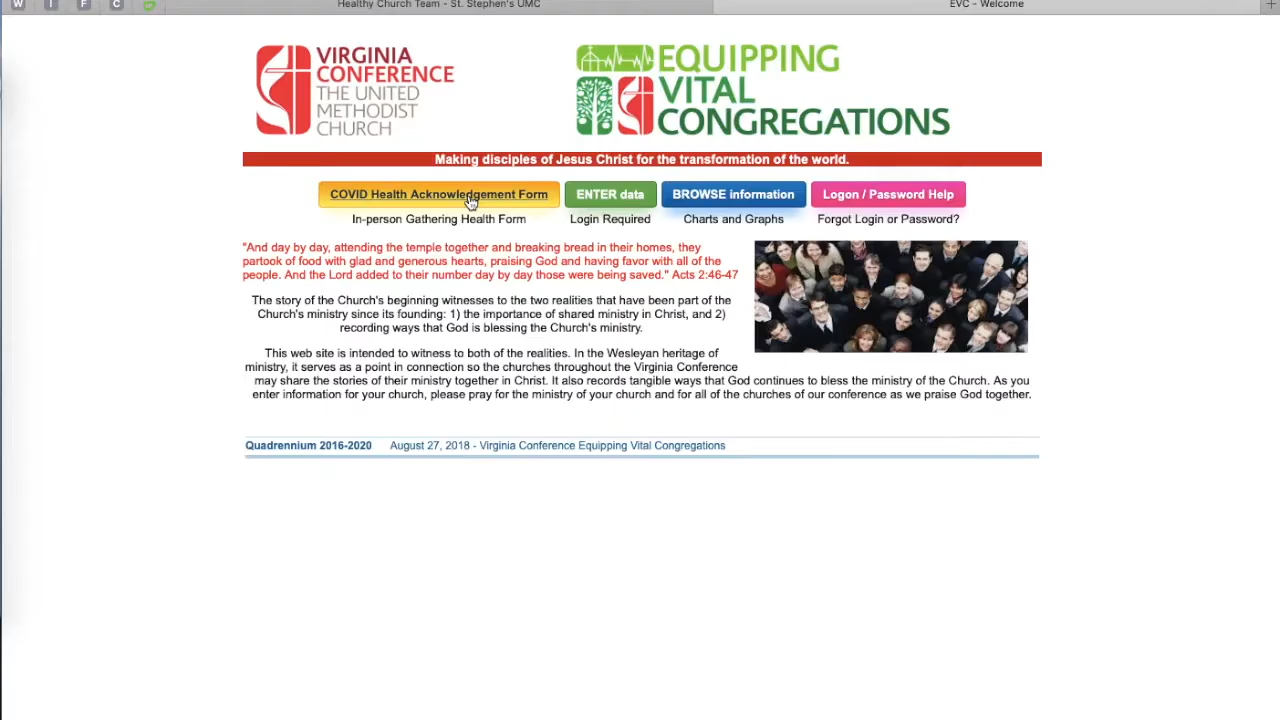 W I F C
Healthy Church Team - St. Stephen's UMC
EVC - Welcome
VIRGINIA
CONFERENCE
THE UNITED
METHODIST
CHURCH
EQUIPPING
VITAL
CONGREGATIONS
Making disciples of Jesus Christ for the transformation of the world.
COVID Health Acknowledgement Form
ENTER data
BROWSE information
Logon / Password Help
In-person Gathering Health Form
Login Required
Charts and Graphs
Forgot Login or Password?
"And day by day, attending the temple together and breaking bread in their homes, they
partook of food with glad and generous hearts, praising God and having favor with all of the
people. And the Lord added to their number day by day those were being saved." Acts 2:46-47
The story of the Church's beginning witnesses to the two realities that have been part of the
Church's ministry since its founding: 1) the importance of shared ministry in Christ, and 2)
recording ways that God is blessing the Church's ministry.
This web site is intended to witness to both of the realities. In the Wesleyan heritage of
ministry, it serves as a point in connection so the churches throughout the Virginia Conference
may share the stories of their ministry together in Christ. It also records tangible ways that God continues to bless the ministry of the Church. As you
enter information for your church, please pray for the ministry of your church and for all of the churches of our conference as we praise God together.
Quadrennium 2016-2020 August 27, 2018 - Virginia Conference Equipping Vital Congregations